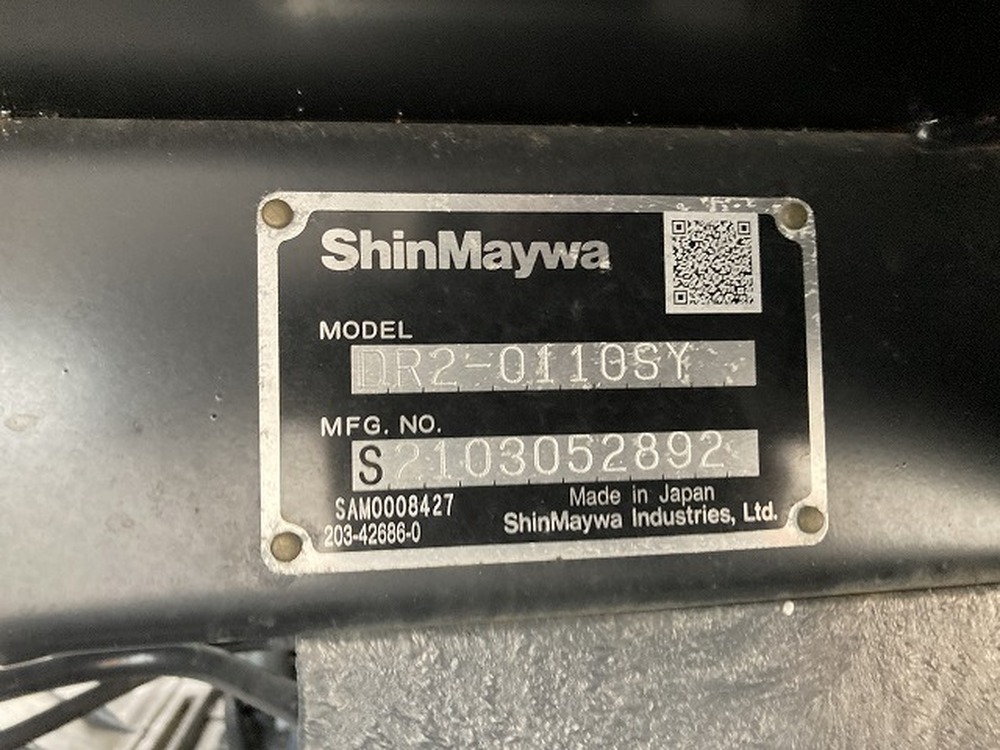 ShinMaywa
MODEL
DR2-0110SY
MFG. NO.
S2103052892
SAM0008427
Made in Japan
203-42686-0
ShinMaywa Industries, Ltd.